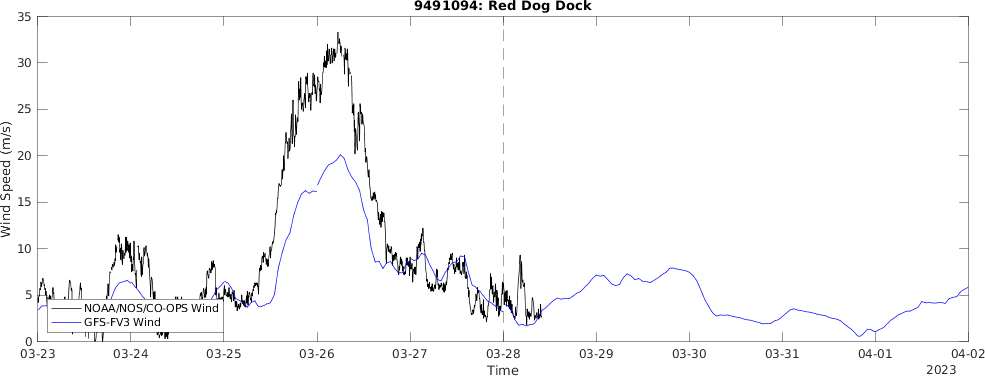 9491094: Red Dog Dock
Wind Speed (m/s)
35
30
25
20
15
10
5
0
NOAA/NOS/CO-OPS Wind
GFS-FV3 Wind
03-23 03-24 03-25 03-26 03-27 03-28 03-29 03-30 03-31 04-01 04-02
Time
2023